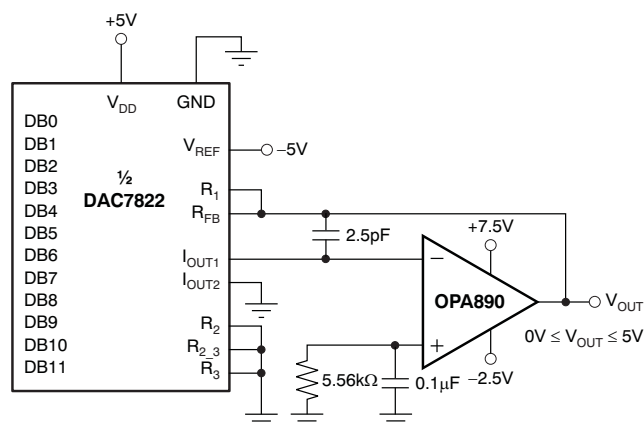 +5V
V_DD
GND
DB0
DB1
DB2
DB3
DB4
DB5
DB6
DB7
DB8
DB9
DB10
DB11
½
DAC7822
V_REF
–5V
R_1
R_FB
I_OUT1
I_OUT2
R_2
R_2_3
R_3
2.5pF
+7.5V
–
OPA890
+
–2.5V
V_OUT
0V ≤ V_OUT ≤ 5V
5.56kΩ
0.1μF